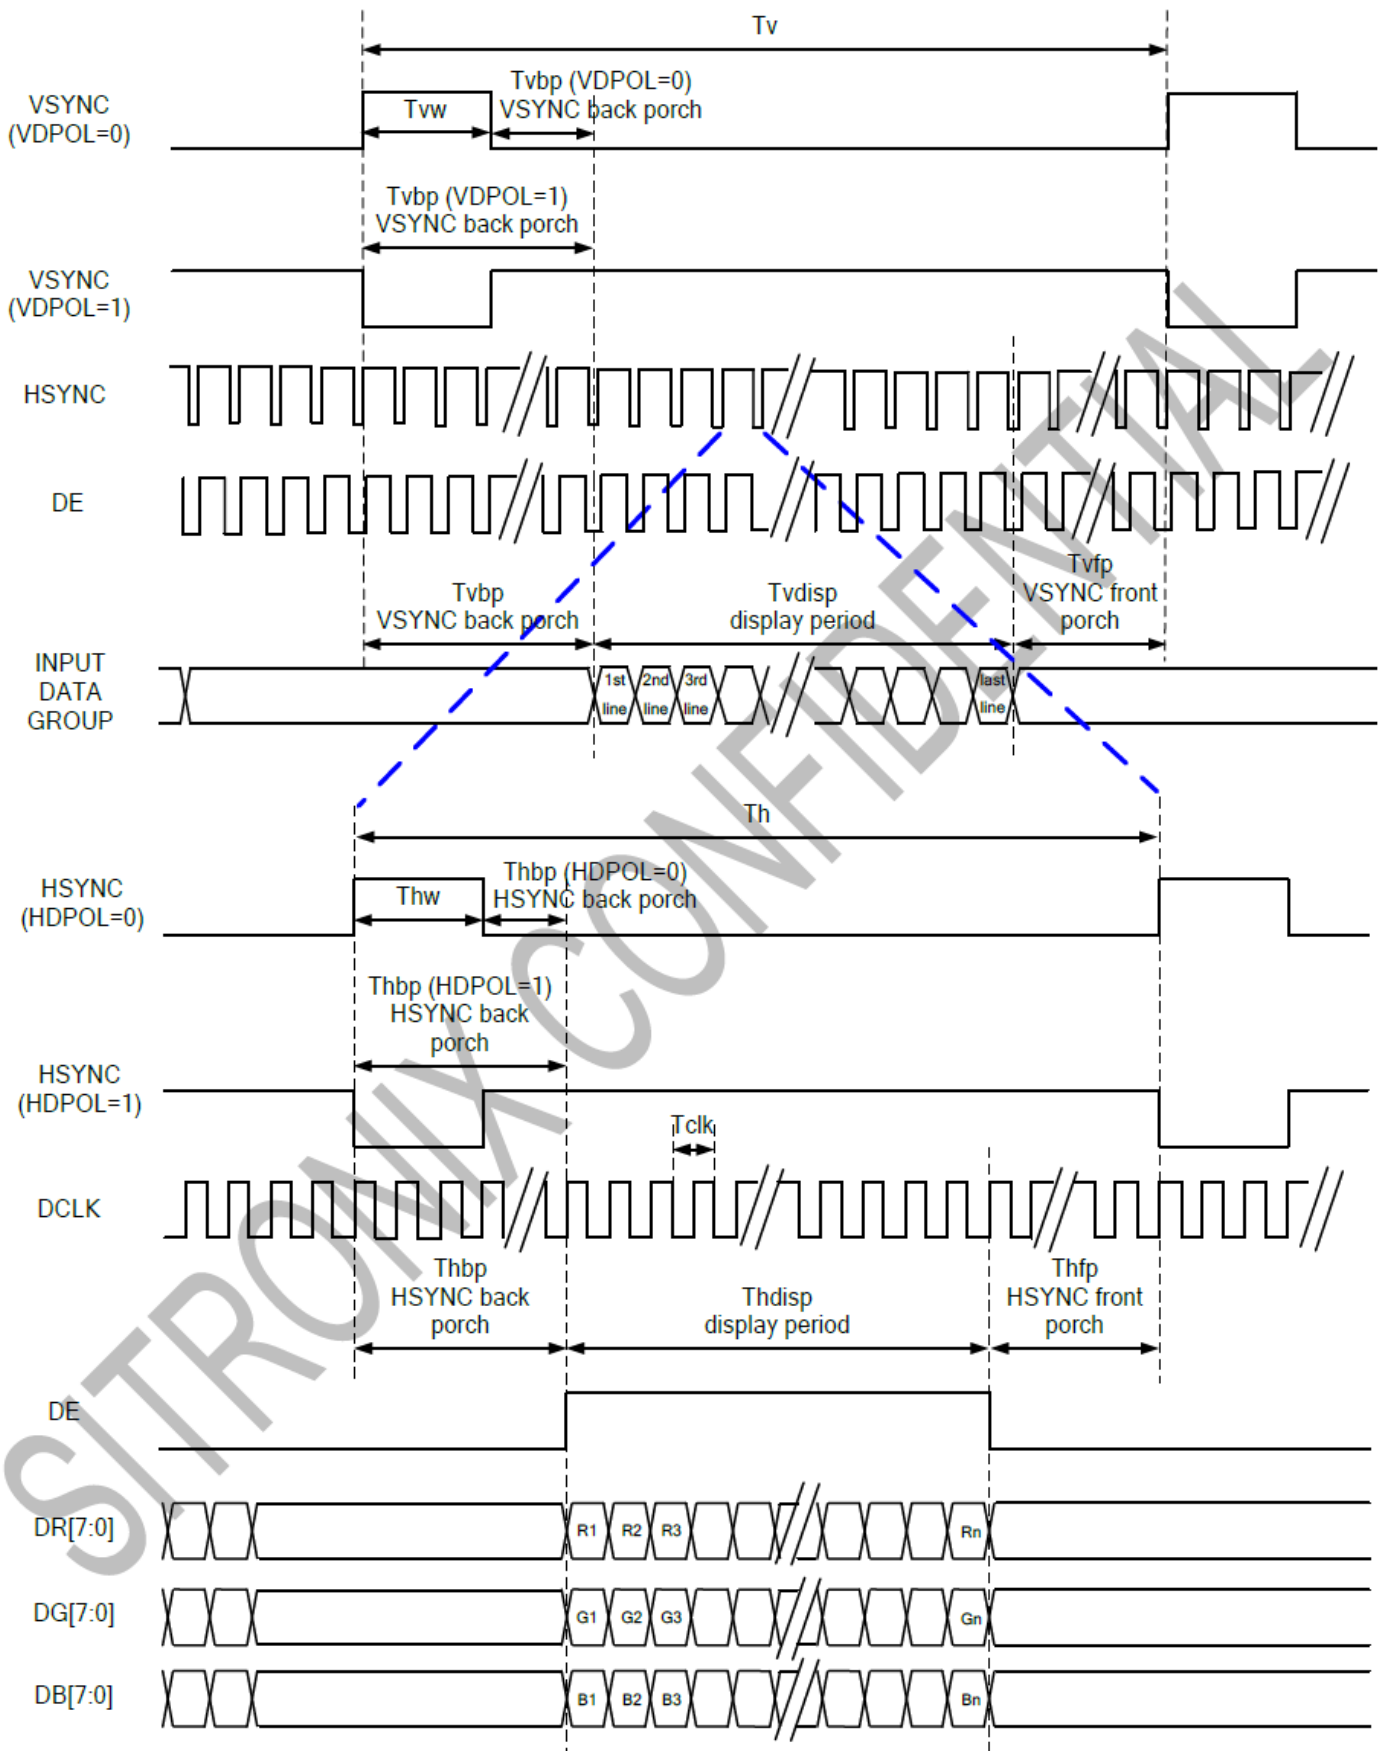 Tv
Tvbp (VDPOL=0)
VSYNC back porch
Tvw
VSYNC
(VDPOL=0)
Tvbp (VDPOL=1)
VSYNC back porch
VSYNC
(VDPOL=1)
HSYNC
DE
Tvbp
VSYNC back porch
Tvdisp
display period
Tvfp
VSYNC front
porch
INPUT
DATA
GROUP
1st
line
2nd
line
3rd
line
last
line
Th
Thbp (HDPOL=0)
HSYNC back porch
Thw
HSYNC
(HDPOL=0)
Thbp (HDPOL=1)
HSYNC back
porch
HSYNC
(HDPOL=1)
Tclk
DCLK
Thbp
HSYNC back
porch
Thdisp
display period
Thfp
HSYNC front
porch
DE
DR[7:0]
R1
R2
R3
Rn
DG[7:0]
G1
G2
G3
Gn
DB[7:0]
B1
B2
B3
Bn
SITRONIX CONFIDENTIAL